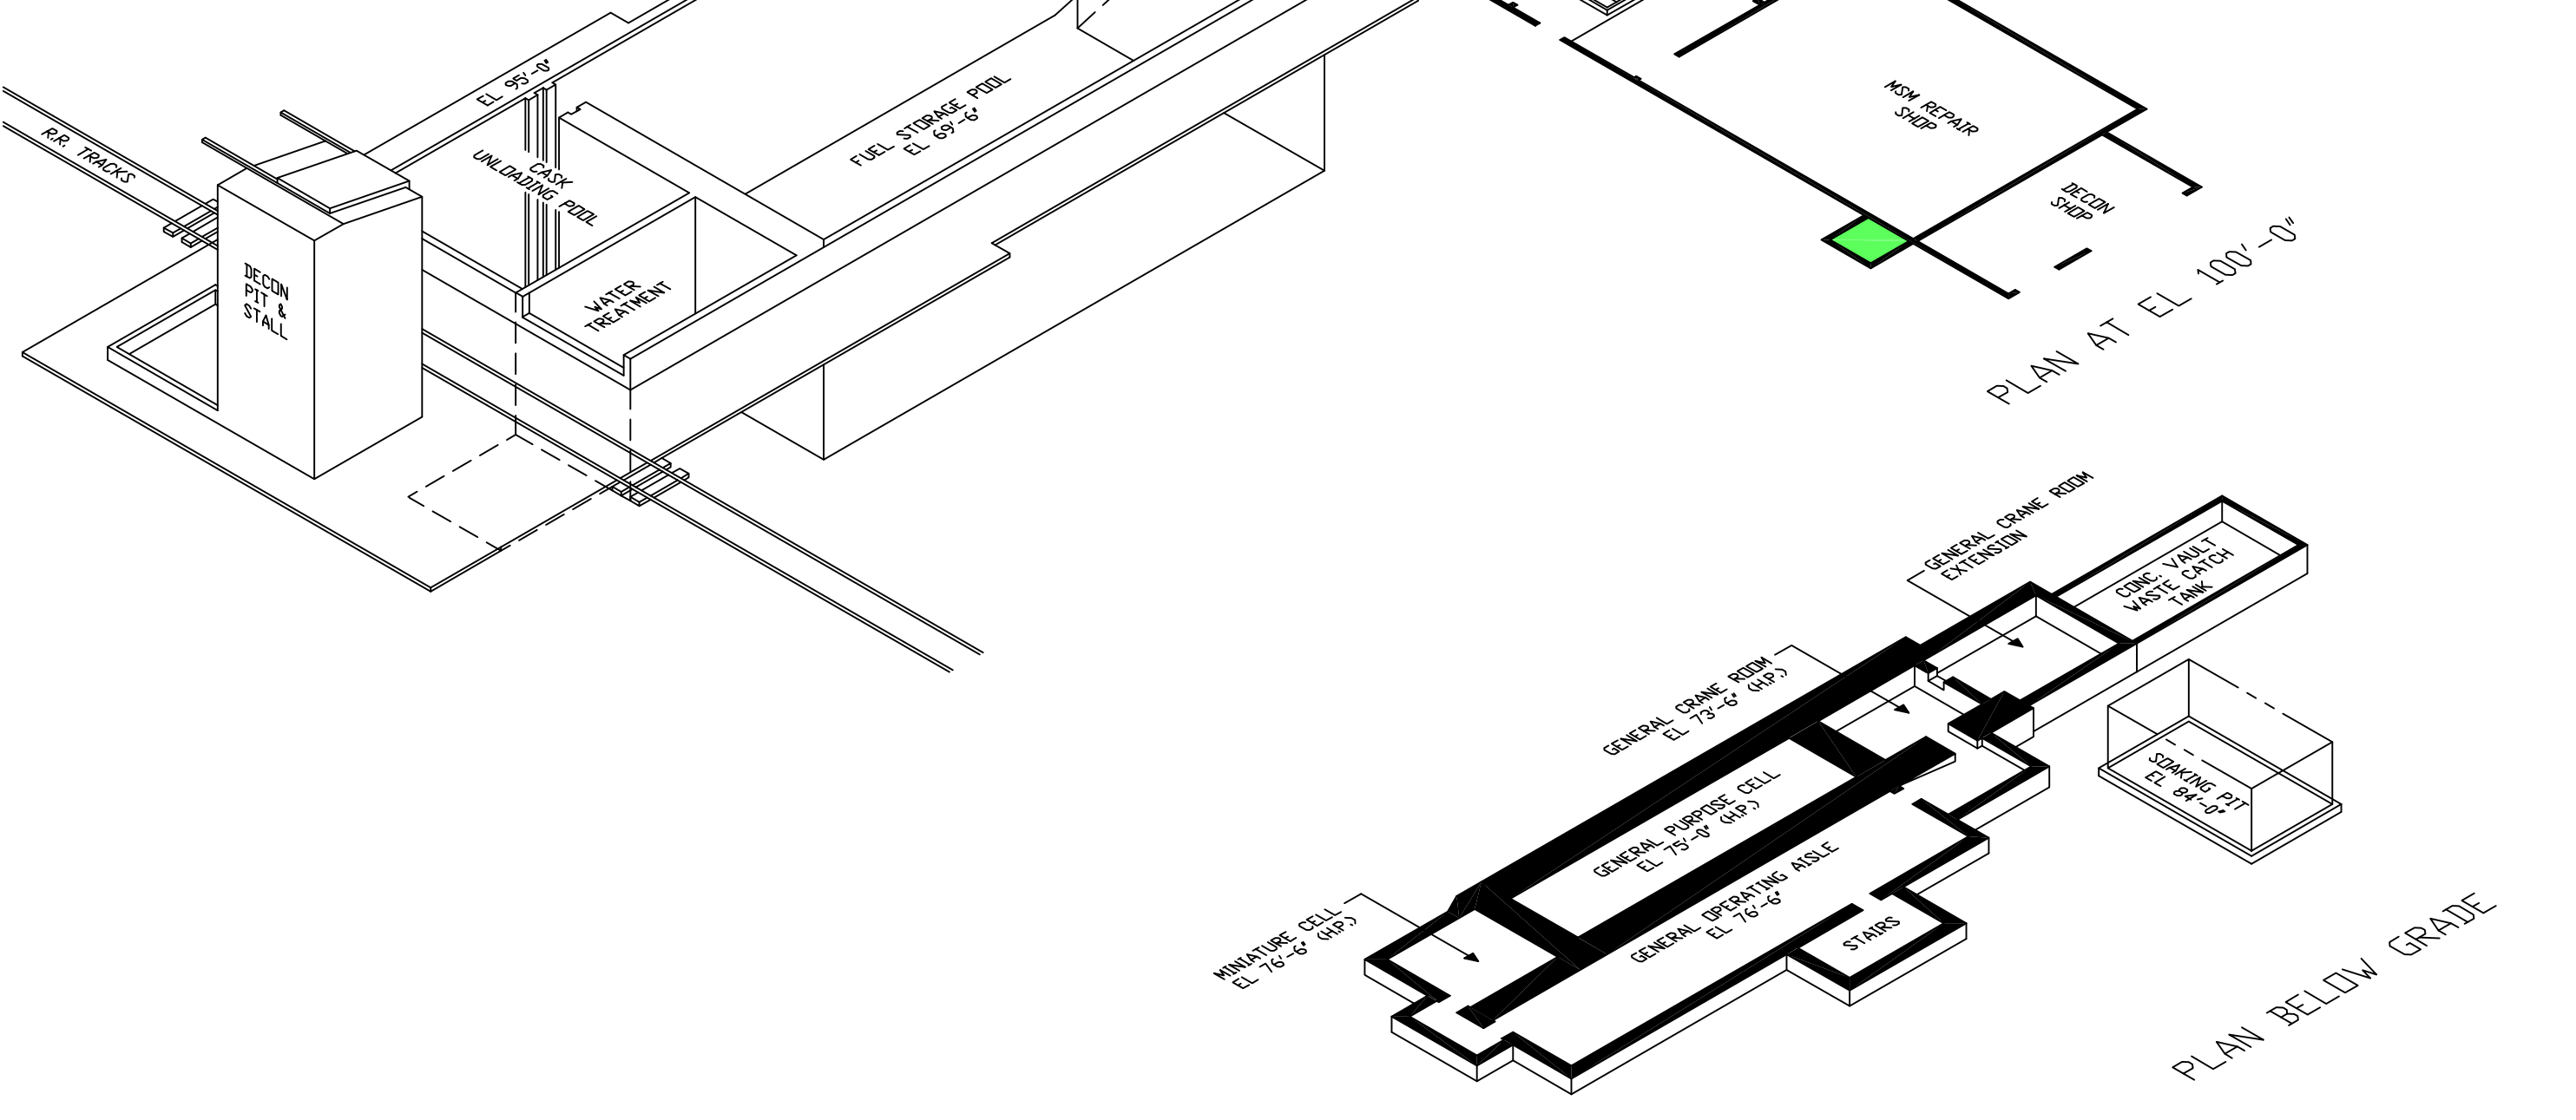 EL 95'-0"
R.R. TRACKS
CASK
UNLOADING POOL
FUEL STORAGE POOL
EL 69'-6"
DECON
PIT &
STALL
WATER
TREATMENT
MSM REPAIR
SHOP
DECON
SHOP
PLAN AT EL 100'-0"
GENERAL CRANE ROOM
EXTENSION
CONC. VAULT
WASTE CATCH
TANK
GENERAL CRANE ROOM
EL 73'-6" (H.P.)
SOAKING PIT
EL 84'-0"
GENERAL PURPOSE CELL
EL 75'-0" (H.P.)
GENERAL OPERATING AISLE
EL 76'-6"
STAIRS
MINIATURE CELL
EL 76'-6" (H.P.)
PLAN BELOW GRADE